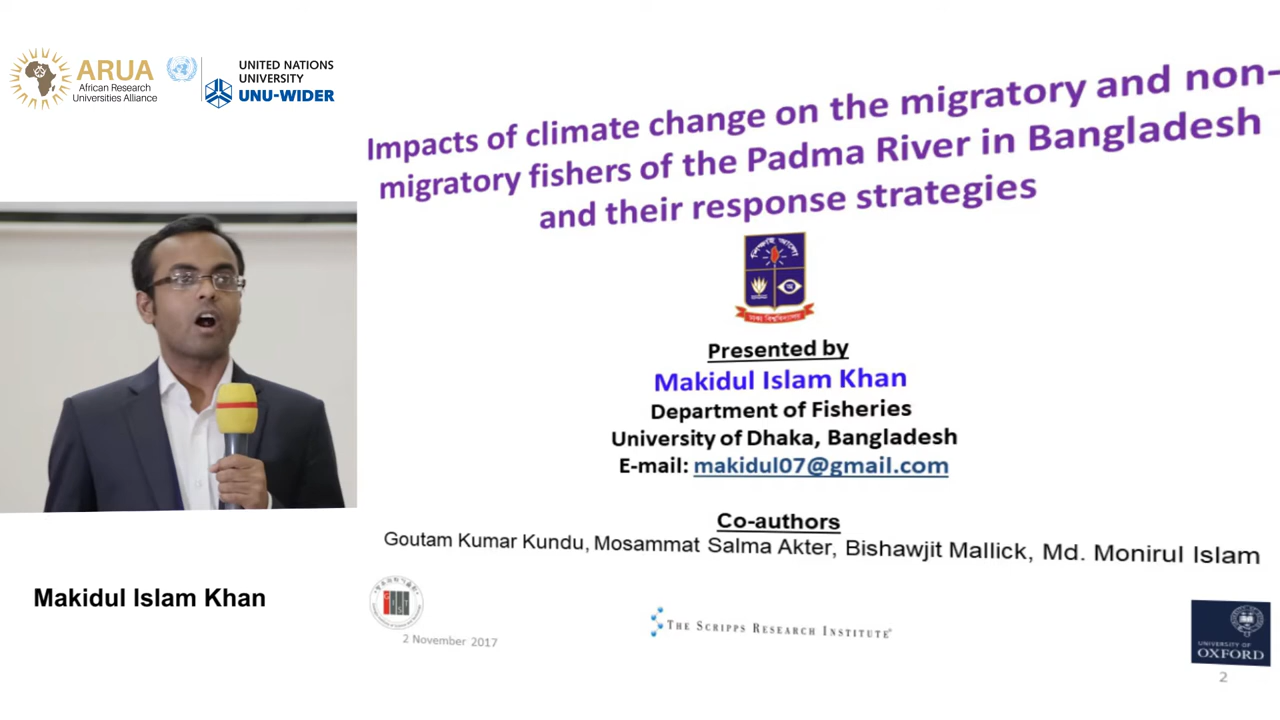 ARUA
African Research
Universities Alliance
UNITED NATIONS
UNIVERSITY
UNU-WIDER
Impacts of climate change on the migratory and non-
migratory fishers of the Padma River in Bangladesh
and their response strategies
শিক্ষাই আলো
ঢাকা বিশ্ববিদ্যালয়
Presented by
Makidul Islam Khan
Department of Fisheries
University of Dhaka, Bangladesh
E-mail: makidul07@gmail.com
Co-authors
Goutam Kumar Kundu, Mosammat Salma Akter, Bishawjit Mallick, Md. Monirul Islam
Makidul Islam Khan
2 November 2017
THE SCRIPPS RESEARCH INSTITUTE
UNIVERSITY OF
OXFORD
2